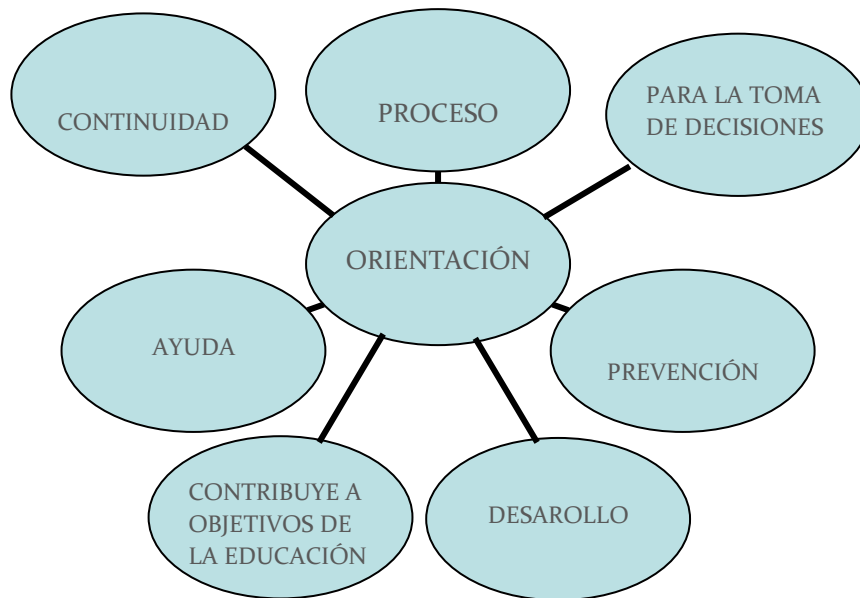 CONTINUIDAD
PROCESO
PARA LA TOMA
DE DECISIONES
ORIENTACIÓN
AYUDA
PREVENCIÓN
CONTRIBUYE A
OBJETIVOS DE
LA EDUCACIÓN
DESAROLLO